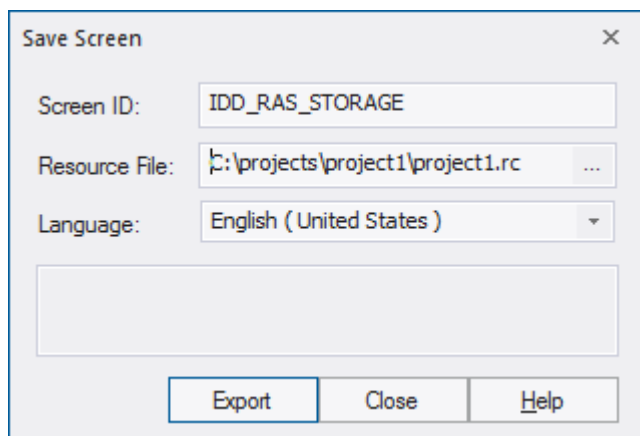 Save Screen
Screen ID: IDD_RAS_STORAGE
Resource File: C:\projects\project1\project1.rc ...
Language: English ( United States )
Export Close Help